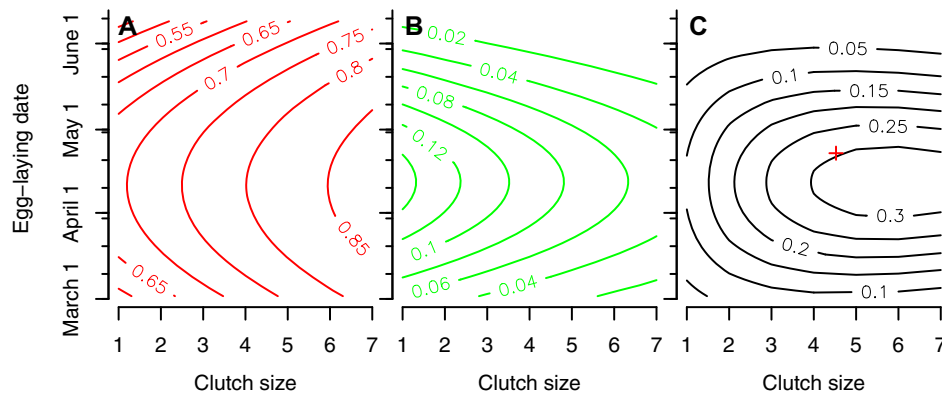 A
B
C
Egg−laying date
March 1
April 1
May 1
June 1
0.55
0.65
0.75
0.7
0.8
0.65
0.85
0.02
0.04
0.08
0.12
0.1
0.06
0.04
0.05
0.1
0.15
0.25
0.3
0.2
0.1
1 2 3 4 5 6 7
1 2 3 4 5 6 7
1 2 3 4 5 6 7
Clutch size
Clutch size
Clutch size